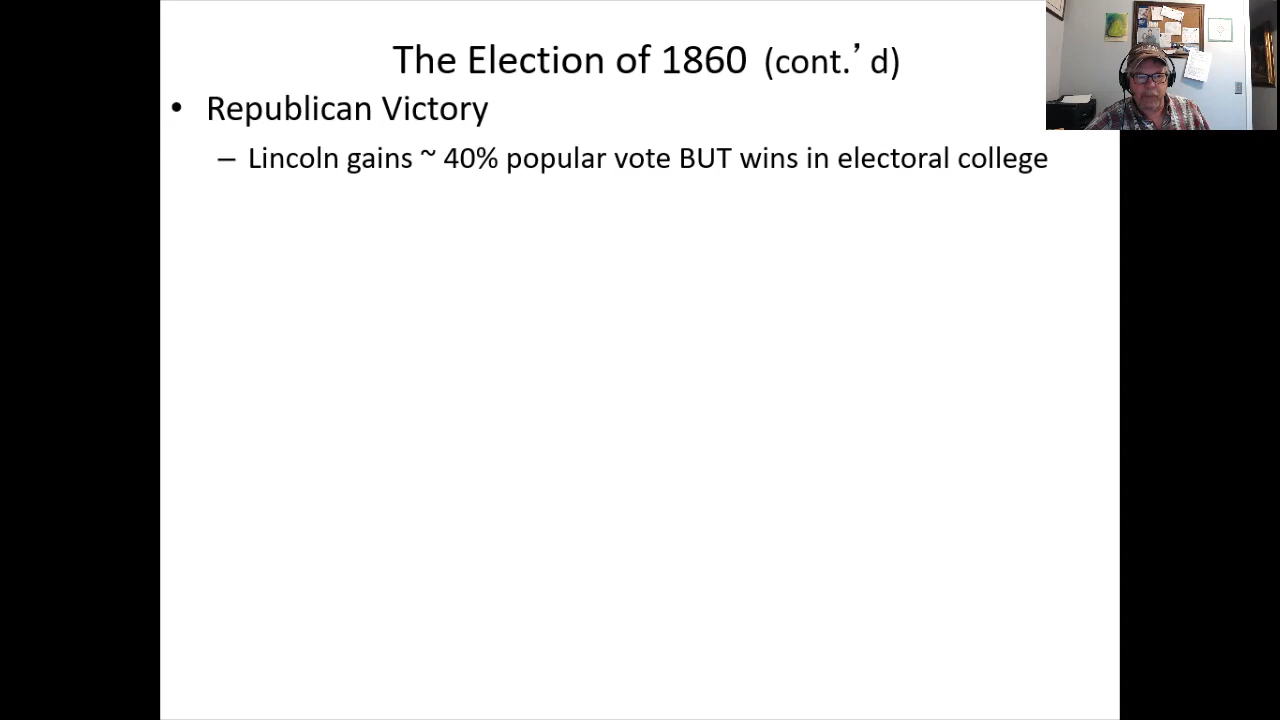 The Election of 1860 (cont.’d)
• Republican Victory
– Lincoln gains ~ 40% popular vote BUT wins in electoral college